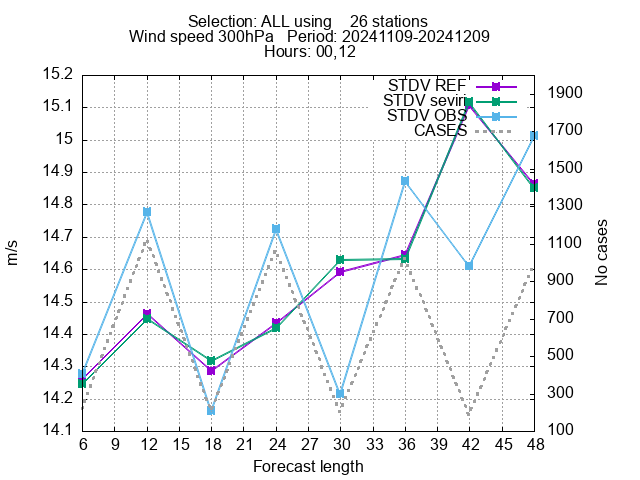 Selection: ALL using 26 stations
Wind speed 300hPa Period: 20241109-20241209
Hours: 00,12
15.2
15.1
15
14.9
14.8
14.7
14.6
14.5
14.4
14.3
14.2
14.1
m/s
STDV REF
STDV seviri
STDV OBS
CASES
1900
1700
1500
1300
1100
900
700
500
300
100
No cases
6 9 12 15 18 21 24 27 30 33 36 39 42 45 48
Forecast length